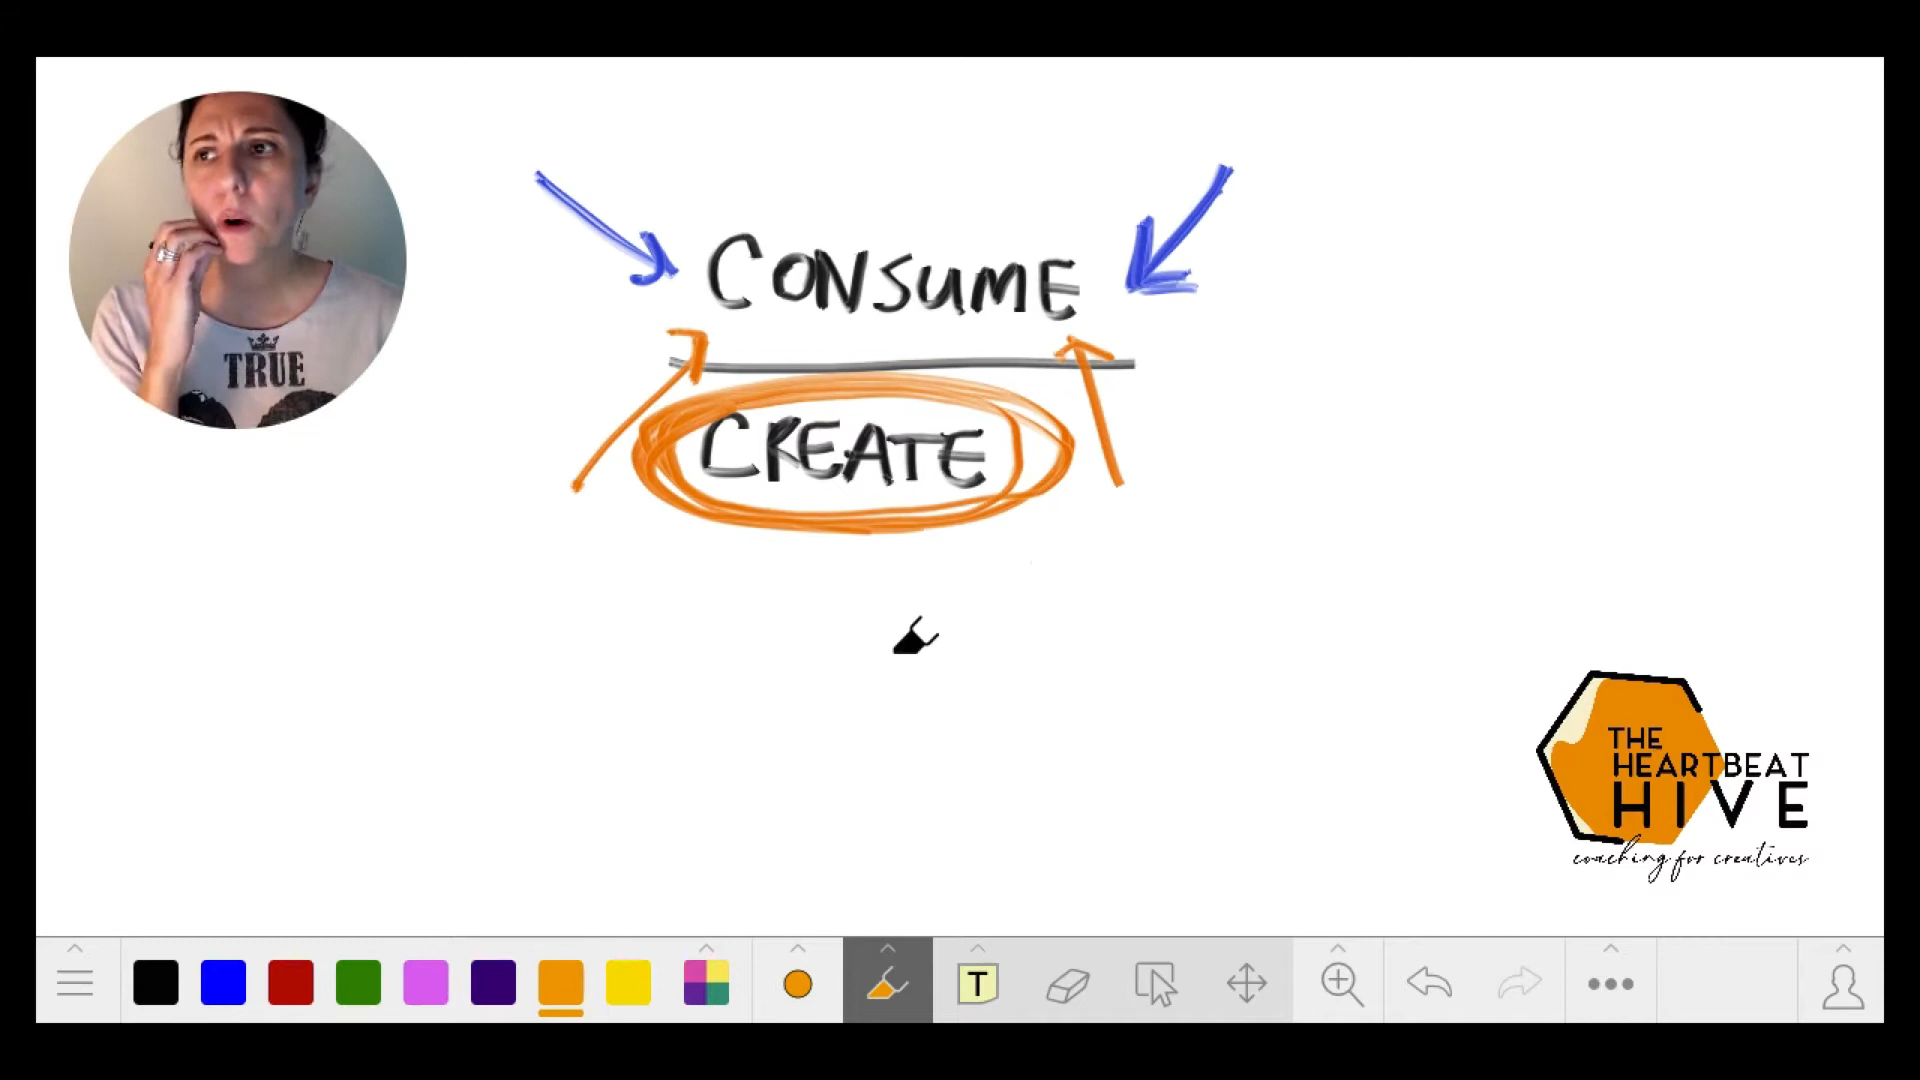 TRUE
CONSUME
CREATE
THE
HEARTBEAT
HIVE
coaching for creatives
T